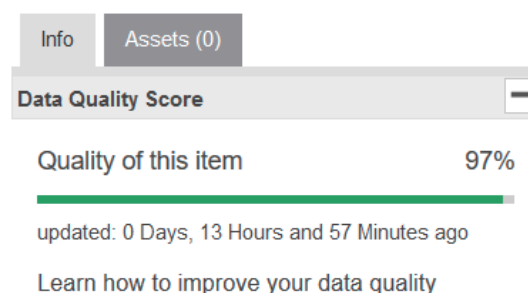 Info Assets (0)
Data Quality Score
Quality of this item 97%
updated: 0 Days, 13 Hours and 57 Minutes ago
Learn how to improve your data quality